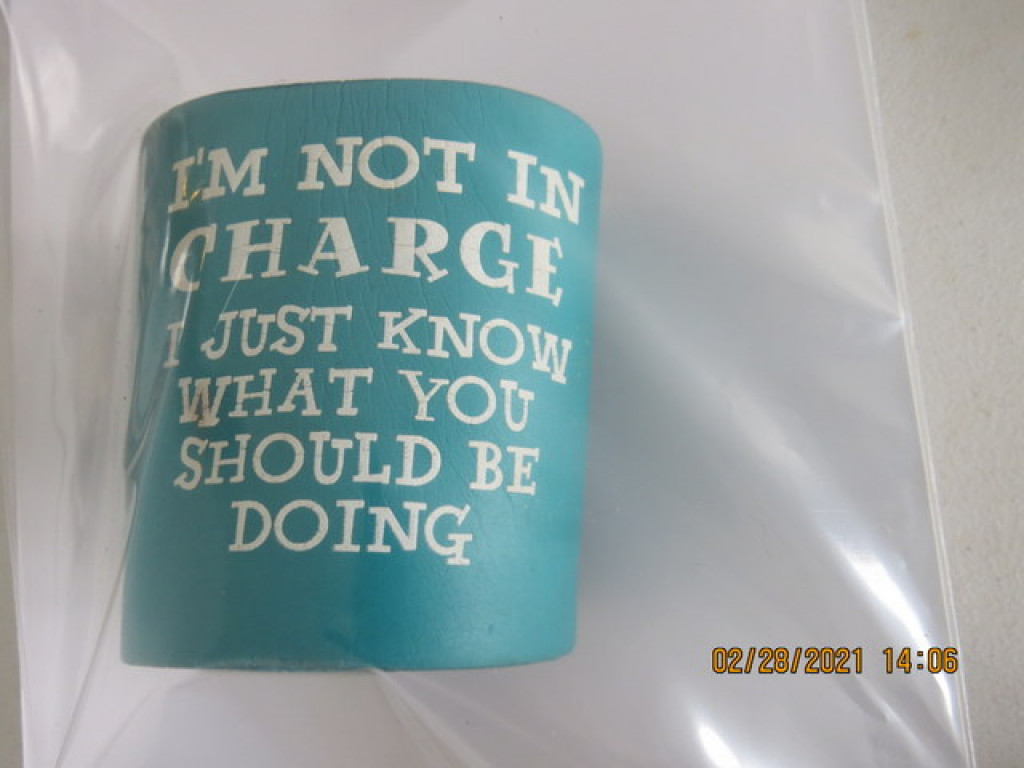 I'M NOT IN
CHARGE
I JUST KNOW
WHAT YOU
SHOULD BE
DOING
02/28/2021 14:06